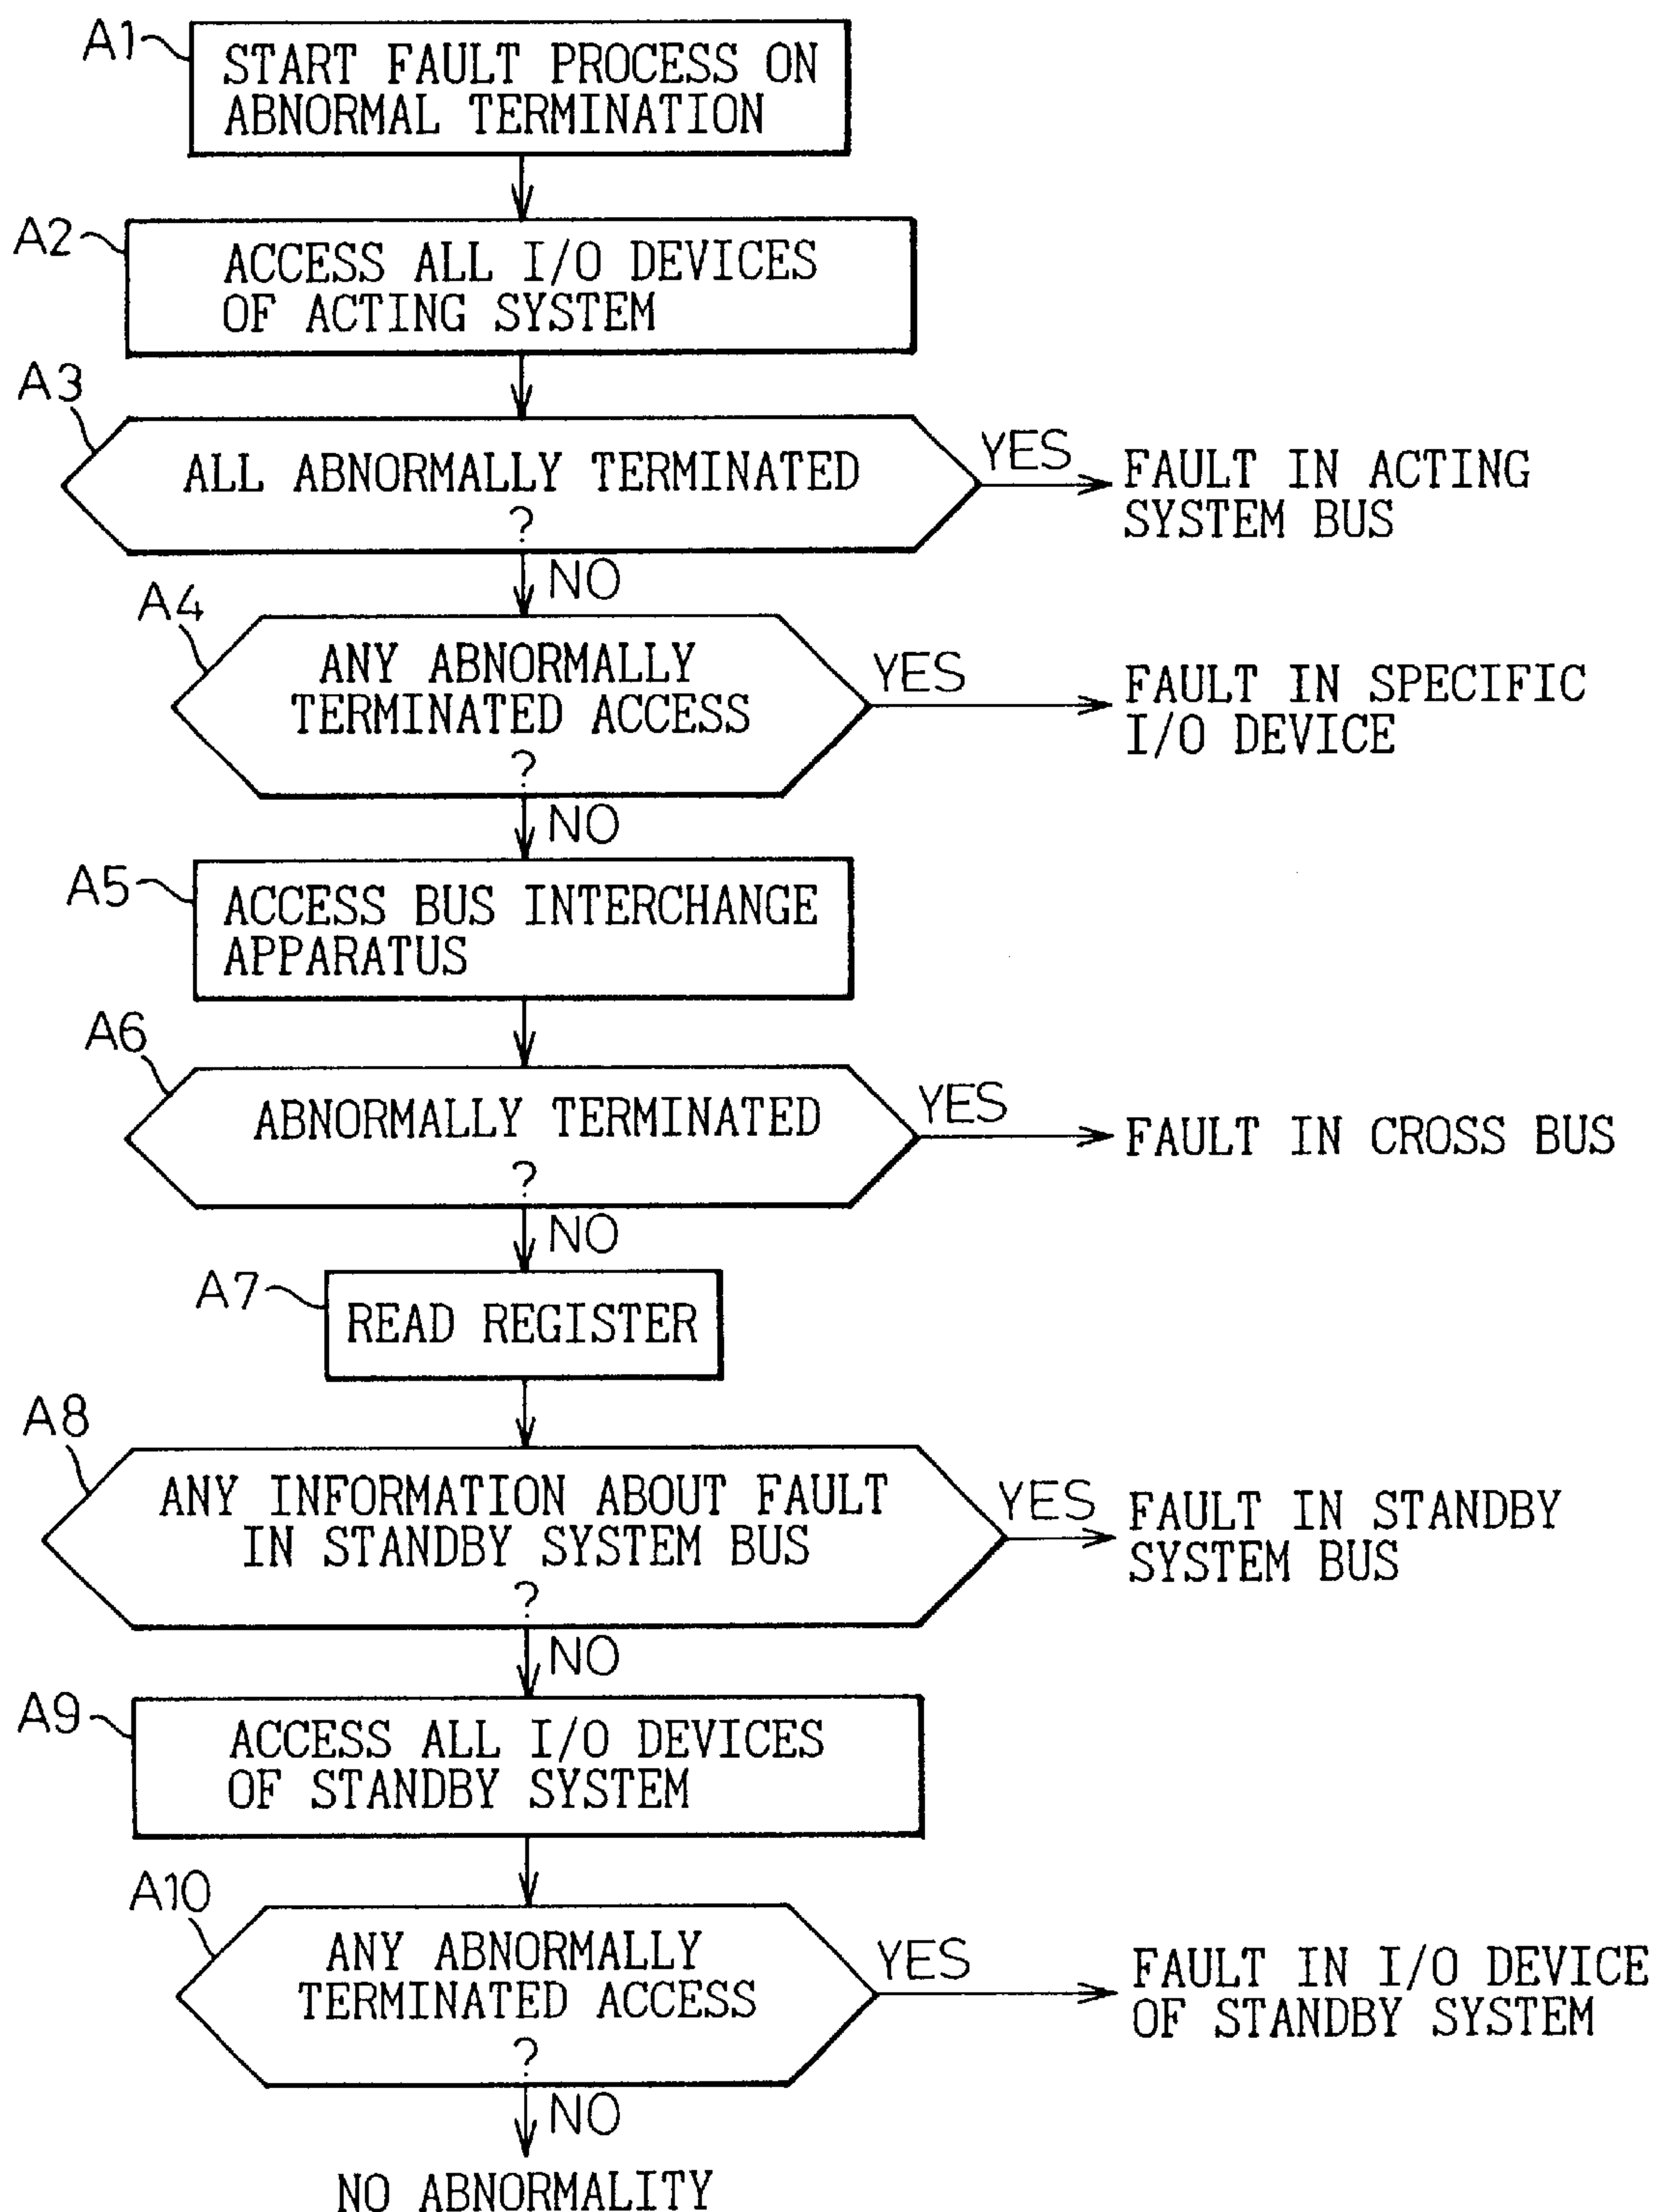 A1
START FAULT PROCESS ON
ABNORMAL TERMINATION
A2
ACCESS ALL I/O DEVICES
OF ACTING SYSTEM
A3
ALL ABNORMALLY TERMINATED
?
YES
FAULT IN ACTING
SYSTEM BUS
NO
A4
ANY ABNORMALLY
TERMINATED ACCESS
?
YES
FAULT IN SPECIFIC
I/O DEVICE
NO
A5
ACCESS BUS INTERCHANGE
APPARATUS
A6
ABNORMALLY TERMINATED
?
YES
FAULT IN CROSS BUS
NO
A7
READ REGISTER
A8
ANY INFORMATION ABOUT FAULT
IN STANDBY SYSTEM BUS
?
YES
FAULT IN STANDBY
SYSTEM BUS
NO
A9
ACCESS ALL I/O DEVICES
OF STANDBY SYSTEM
A10
ANY ABNORMALLY
TERMINATED ACCESS
?
YES
FAULT IN I/O DEVICE
OF STANDBY SYSTEM
NO
NO ABNORMALITY